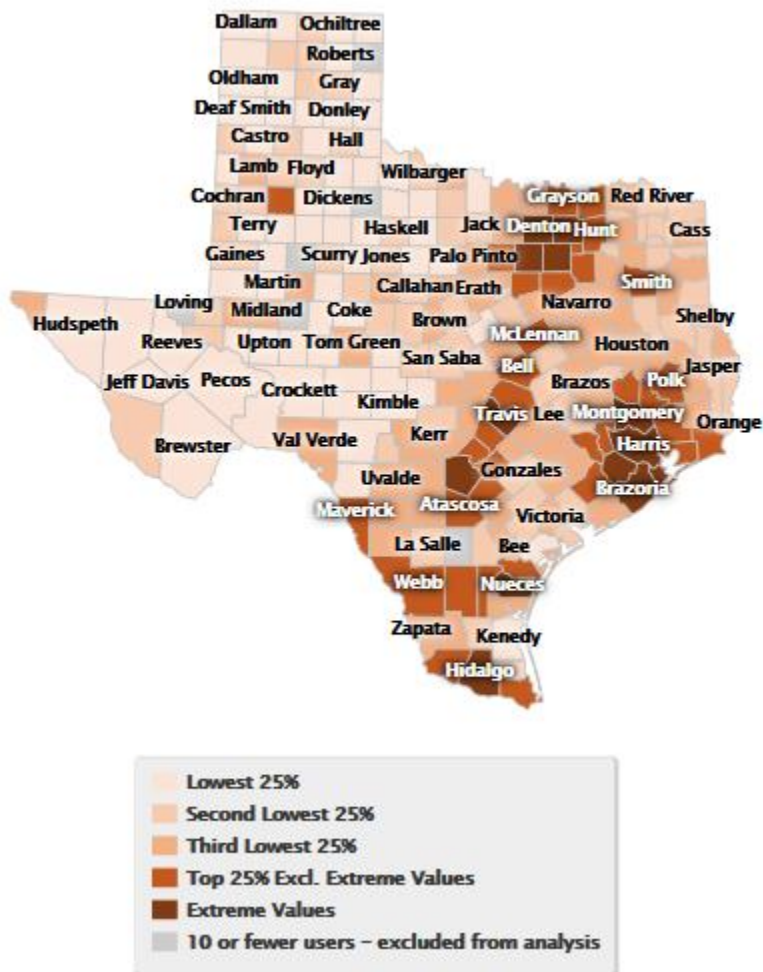 Dallam Ochiltree
Roberts
Oldham Gray
Deaf Smith Donley
Castro Hall
Lamb Floyd Wilbarger
Cochran Dickens Grayson Red River
Terry Haskell Jack Denton Hunt Cass
Gaines Scurry Jones Palo Pinto
Martin Callahan Erath Smith
Loving Midland Coke Navarro
Hudspeth Brown Shelby
Reeves Upton Tom Green McLennan Houston
San Saba Bell Jasper
Jeff Davis Pecos Crockett Brazos Polk
Kimble Travis Lee Montgomery
Brewster Val Verde Kerr Harris Orange
Uvalde Gonzales
Maverick Atascosa Brazoria
Victoria
La Salle Bee
Webb Nueces
Zapata Kenedy
Hidalgo
Lowest 25%
Second Lowest 25%
Third Lowest 25%
Top 25% Excl. Extreme Values
Extreme Values
10 or fewer users – excluded from analysis